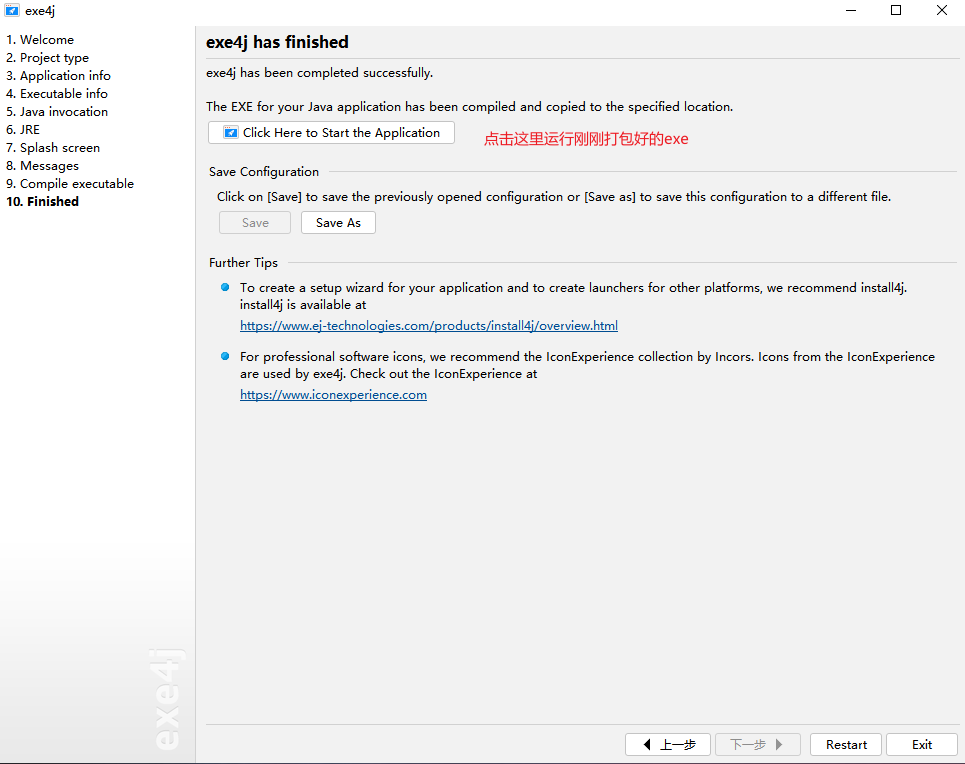 exe4j
1. Welcome
2. Project type
3. Application info
4. Executable info
5. Java invocation
6. JRE
7. Splash screen
8. Messages
9. Compile executable
10. Finished
exe4j
exe4j has finished
exe4j has been completed successfully.
The EXE for your Java application has been compiled and copied to the specified location.
Click Here to Start the Application
点击这里运行刚刚打包好的exe
Save Configuration
Click on [Save] to save the previously opened configuration or [Save as] to save this configuration to a different file.
Save
Save As
Further Tips
To create a setup wizard for your application and to create launchers for other platforms, we recommend install4j.
install4j is available at
https://www.ej-technologies.com/products/install4j/overview.html
For professional software icons, we recommend the IconExperience collection by Incors. Icons from the IconExperience
are used by exe4j. Check out the IconExperience at
https://www.iconexperience.com
上一步
下一步
Restart
Exit